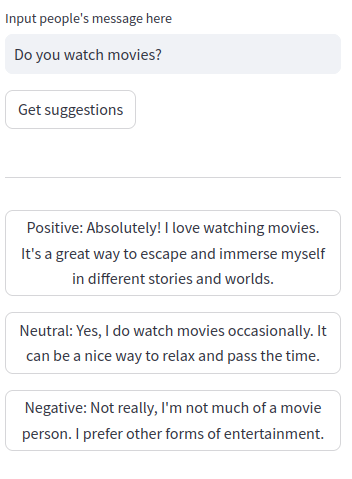 Input people's message here
Do you watch movies?
Get suggestions
Positive: Absolutely! I love watching movies.
It's a great way to escape and immerse myself
in different stories and worlds.
Neutral: Yes, I do watch movies occasionally. It
can be a nice way to relax and pass the time.
Negative: Not really, I'm not much of a movie
person. I prefer other forms of entertainment.